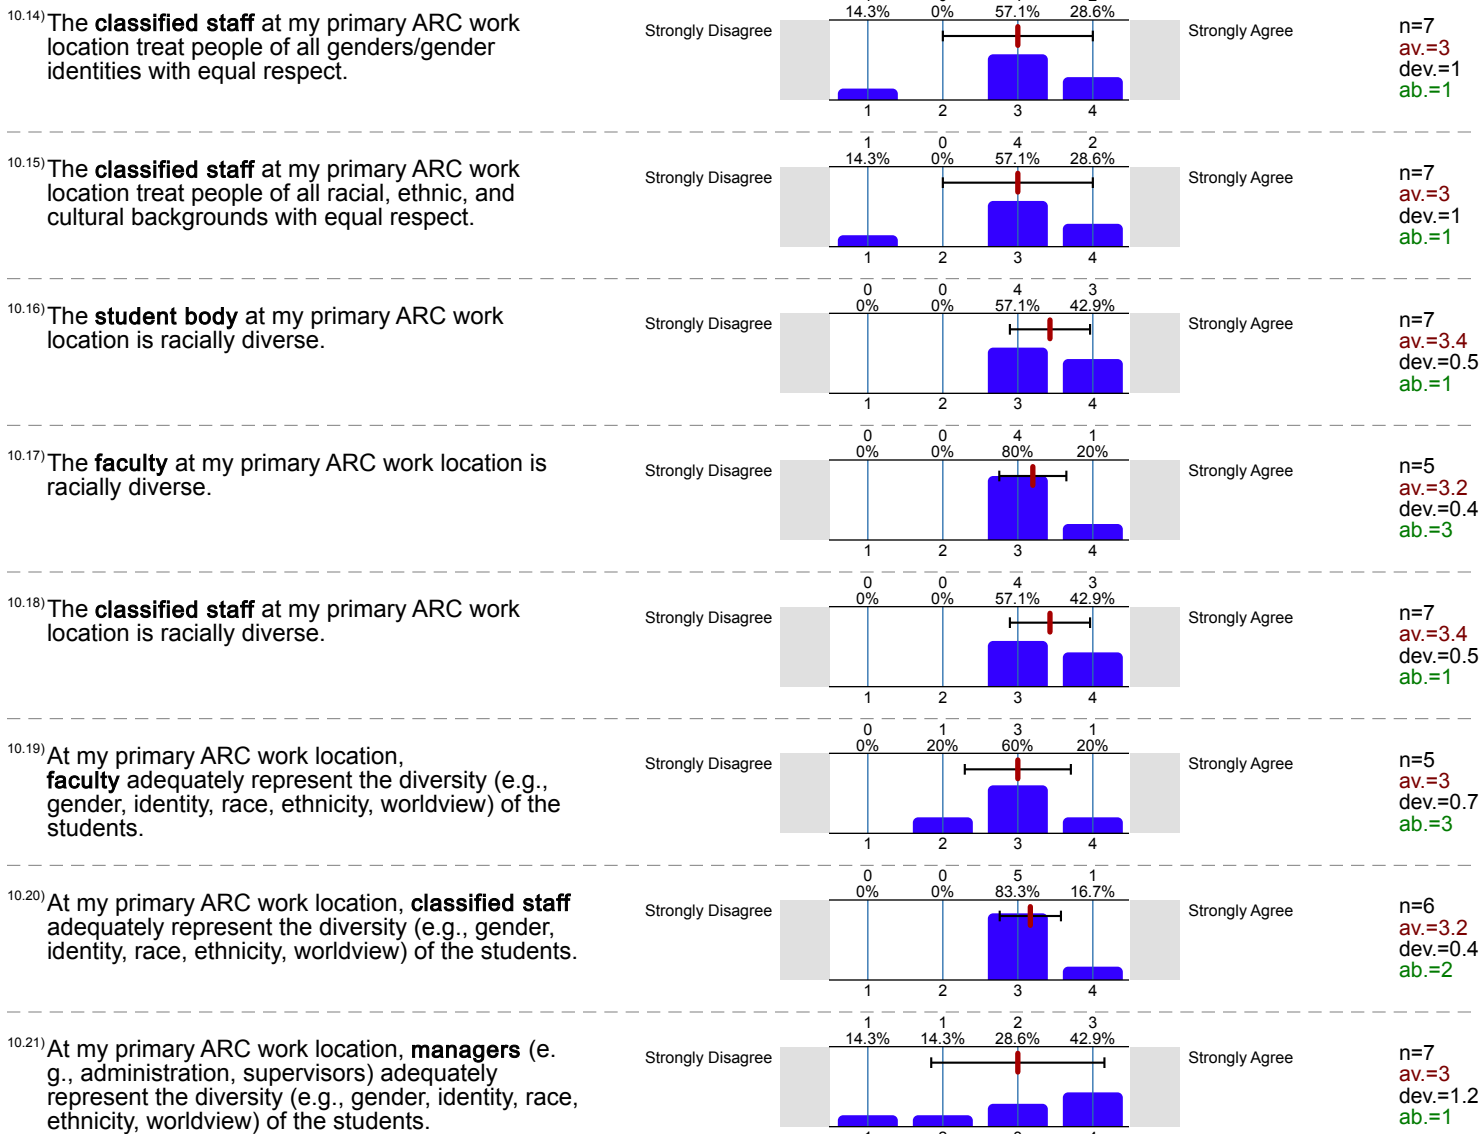 14.3% 0% 57.1% 28.6%
10.14) The classified staff at my primary ARC work
location treat people of all genders/gender
identities with equal respect.
Strongly Disagree
Strongly Agree
n=7
av.=3
dev.=1
ab.=1
1 2 3 4
1 0 4 2
14.3% 0% 57.1% 28.6%
10.15) The classified staff at my primary ARC work
location treat people of all racial, ethnic, and
cultural backgrounds with equal respect.
Strongly Disagree
Strongly Agree
n=7
av.=3
dev.=1
ab.=1
1 2 3 4
0 0 4 3
0% 0% 57.1% 42.9%
10.16) The student body at my primary ARC work
location is racially diverse.
Strongly Disagree
Strongly Agree
n=7
av.=3.4
dev.=0.5
ab.=1
1 2 3 4
0 0 4 1
0% 0% 80% 20%
10.17) The faculty at my primary ARC work location is
racially diverse.
Strongly Disagree
Strongly Agree
n=5
av.=3.2
dev.=0.4
ab.=3
1 2 3 4
0 0 4 3
0% 0% 57.1% 42.9%
10.18) The classified staff at my primary ARC work
location is racially diverse.
Strongly Disagree
Strongly Agree
n=7
av.=3.4
dev.=0.5
ab.=1
1 2 3 4
0 1 3 1
0% 20% 60% 20%
10.19) At my primary ARC work location,
faculty adequately represent the diversity (e.g.,
gender, identity, race, ethnicity, worldview) of the
students.
Strongly Disagree
Strongly Agree
n=5
av.=3
dev.=0.7
ab.=3
1 2 3 4
0 0 5 1
0% 0% 83.3% 16.7%
10.20) At my primary ARC work location, classified staff
adequately represent the diversity (e.g., gender,
identity, race, ethnicity, worldview) of the students.
Strongly Disagree
Strongly Agree
n=6
av.=3.2
dev.=0.4
ab.=2
1 2 3 4
1 1 2 3
14.3% 14.3% 28.6% 42.9%
10.21) At my primary ARC work location, managers (e.
g., administration, supervisors) adequately
represent the diversity (e.g., gender, identity, race,
ethnicity, worldview) of the students.
Strongly Disagree
Strongly Agree
n=7
av.=3
dev.=1.2
ab.=1